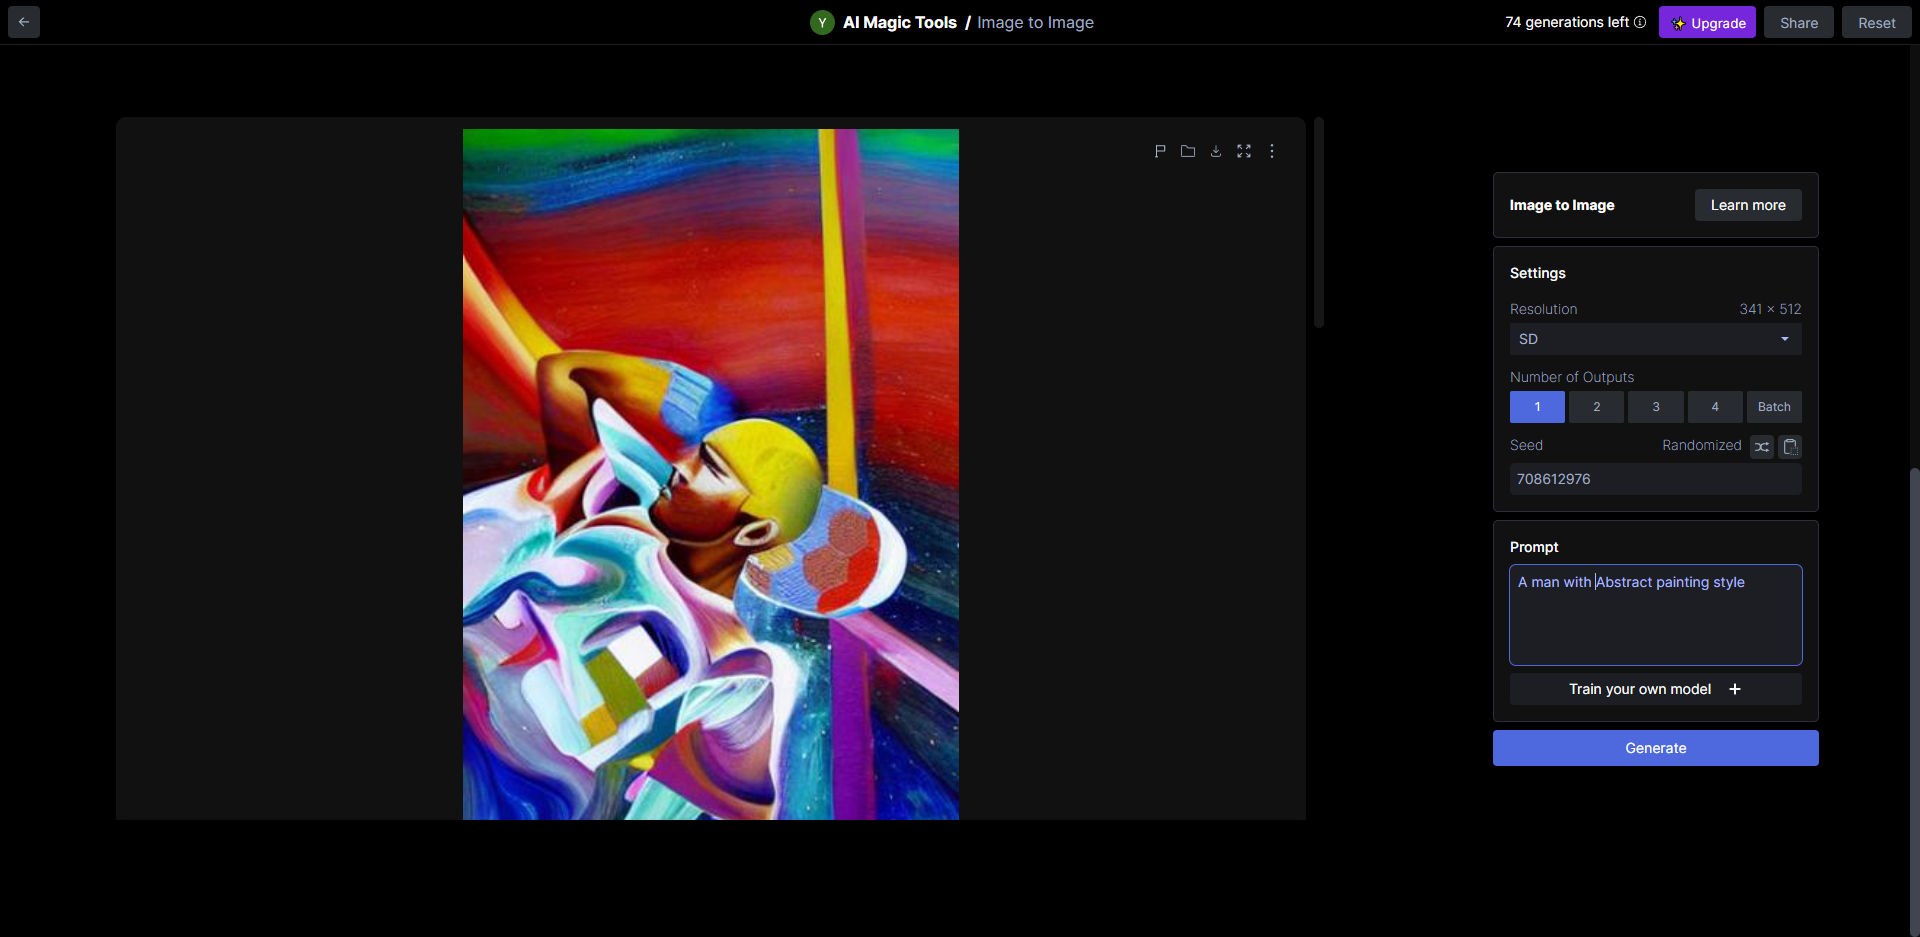 Y AI Magic Tools / Image to Image
74 generations left
Upgrade
Share
Reset
Image to Image
Learn more
Settings
Resolution
341 × 512
SD
Number of Outputs
1
2
3
4
Batch
Seed
Randomized
708612976
Prompt
A man with Abstract painting style
Train your own model +
Generate